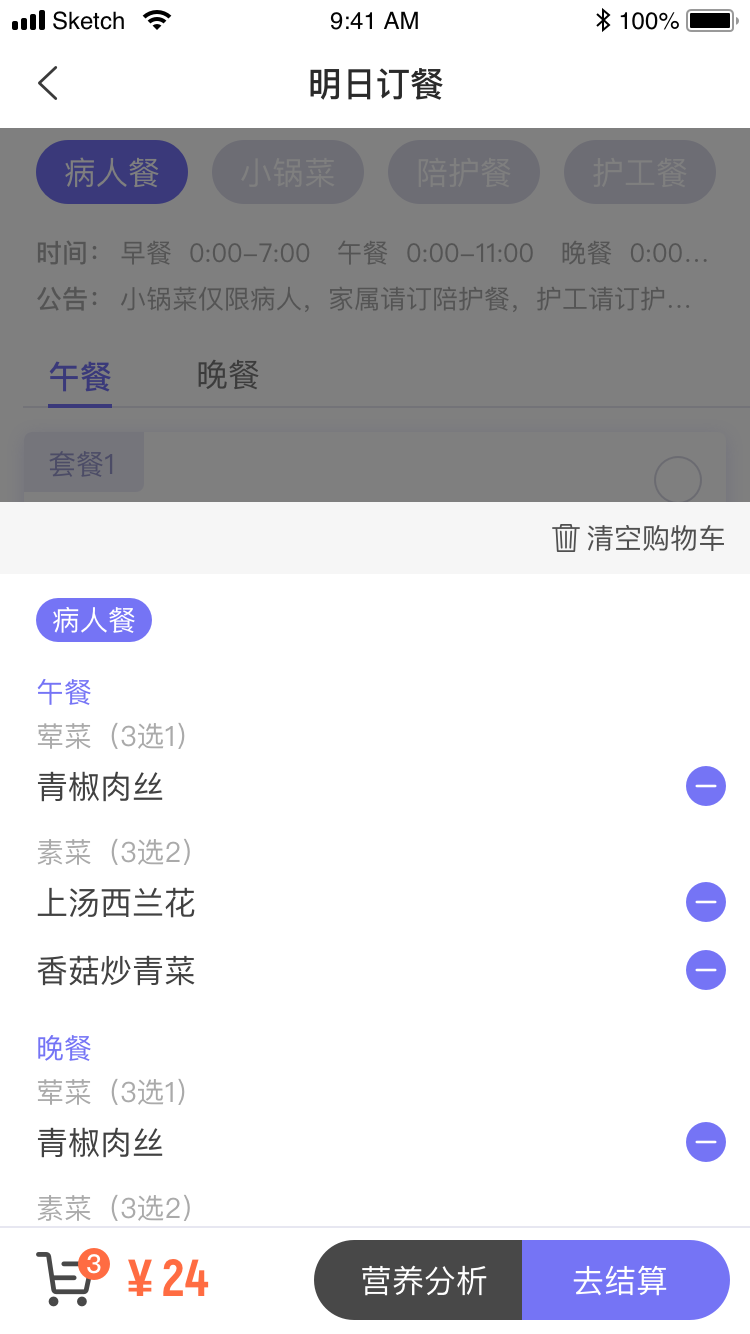 Sketch 9:41 AM 100%
明日订餐
病人餐 小锅菜 陪护餐 护工餐
时间： 早餐 0:00-7:00 午餐 0:00-11:00 晚餐 0:00...
公告： 小锅菜仅限病人，家属请订陪护餐，护工请订护...
午餐 晚餐
套餐1
清空购物车
病人餐
午餐
荤菜（3选1）
青椒肉丝
素菜（3选2）
上汤西兰花
香菇炒青菜
晚餐
荤菜（3选1）
青椒肉丝
素菜（3选2）
3 ¥ 24 营养分析 去结算